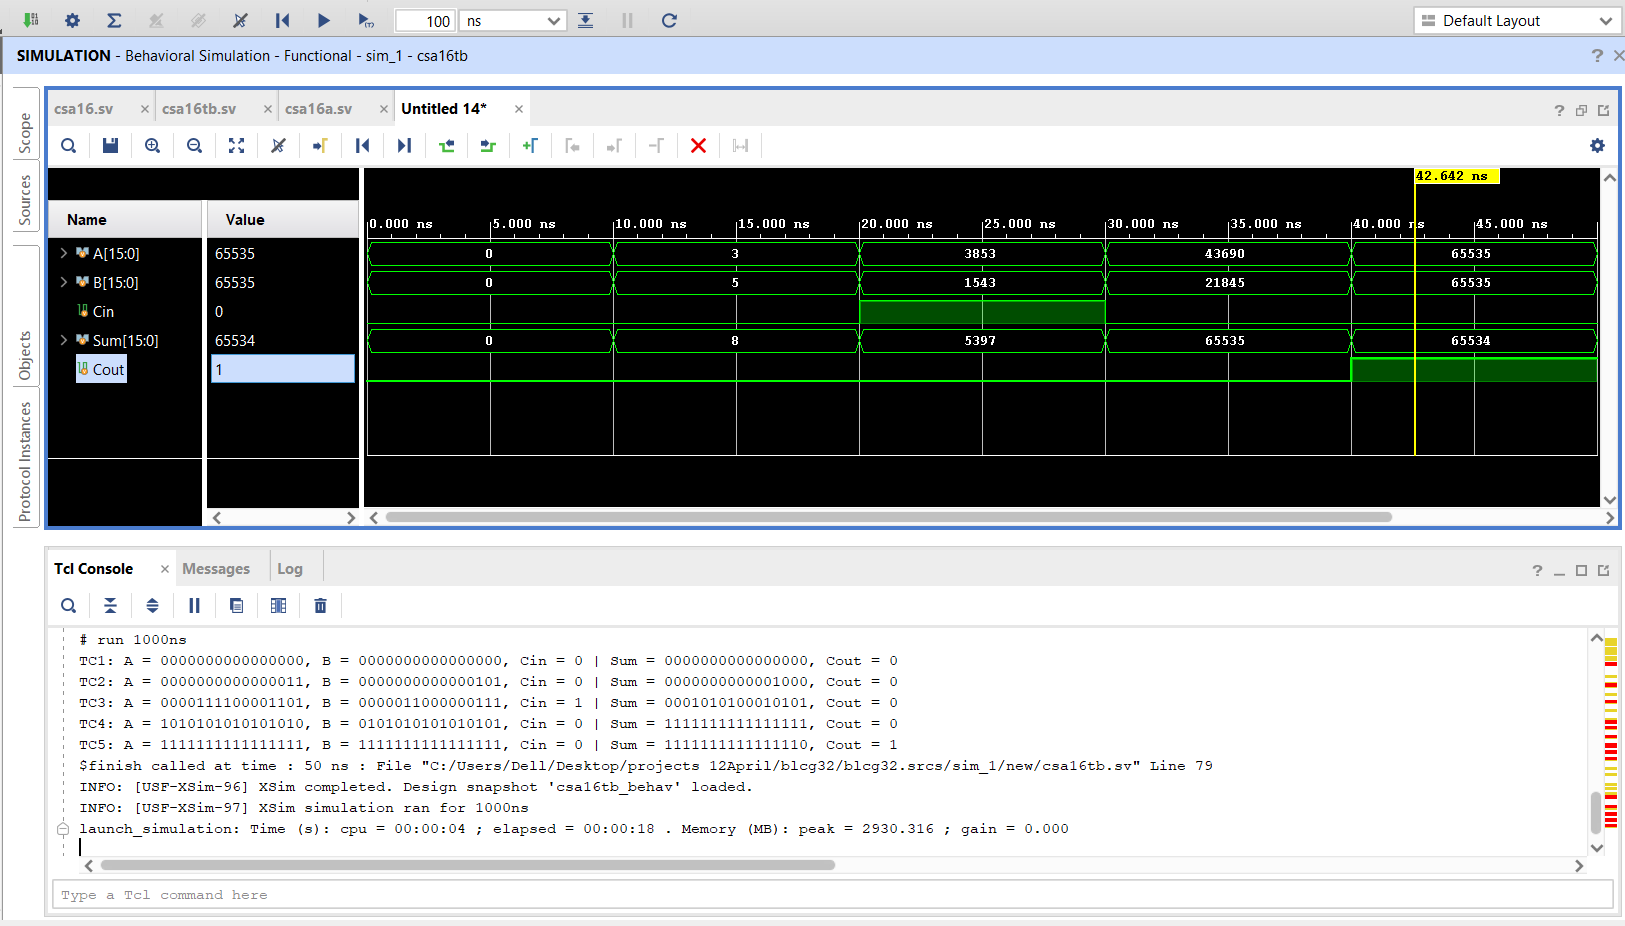 100 ns Default Layout
SIMULATION - Behavioral Simulation - Functional - sim_1 - csa16tb
Scope
Sources
Objects
Protocol Instances
csa16.sv csa16tb.sv csa16a.sv Untitled 14*
42.642 ns
Name Value
0.000 ns 5.000 ns 10.000 ns 15.000 ns 20.000 ns 25.000 ns 30.000 ns 35.000 ns 40.000 ns 45.000 ns
A[15:0] 65535 0 3 3853 43690 65535
B[15:0] 65535 0 5 1543 21845 65535
Cin 0
Sum[15:0] 65534 0 8 5397 65535 65534
Cout 1
Tcl Console Messages Log
# run 1000ns
TC1: A = 0000000000000000, B = 0000000000000000, Cin = 0 | Sum = 0000000000000000, Cout = 0
TC2: A = 0000000000000011, B = 0000000000000101, Cin = 0 | Sum = 0000000000001000, Cout = 0
TC3: A = 0000111100001101, B = 0000011000000111, Cin = 1 | Sum = 0001010100010101, Cout = 0
TC4: A = 1010101010101010, B = 0101010101010101, Cin = 0 | Sum = 1111111111111111, Cout = 0
TC5: A = 1111111111111111, B = 1111111111111111, Cin = 0 | Sum = 1111111111111110, Cout = 1
$finish called at time : 50 ns : File "C:/Users/Dell/Desktop/projects 12April/blcg32/blcg32.srcs/sim_1/new/csa16tb.sv" Line 79
INFO: [USF-XSim-96] XSim completed. Design snapshot 'csa16tb_behav' loaded.
INFO: [USF-XSim-97] XSim simulation ran for 1000ns
launch_simulation: Time (s): cpu = 00:00:04 ; elapsed = 00:00:18 . Memory (MB): peak = 2930.316 ; gain = 0.000
Type a Tcl command here